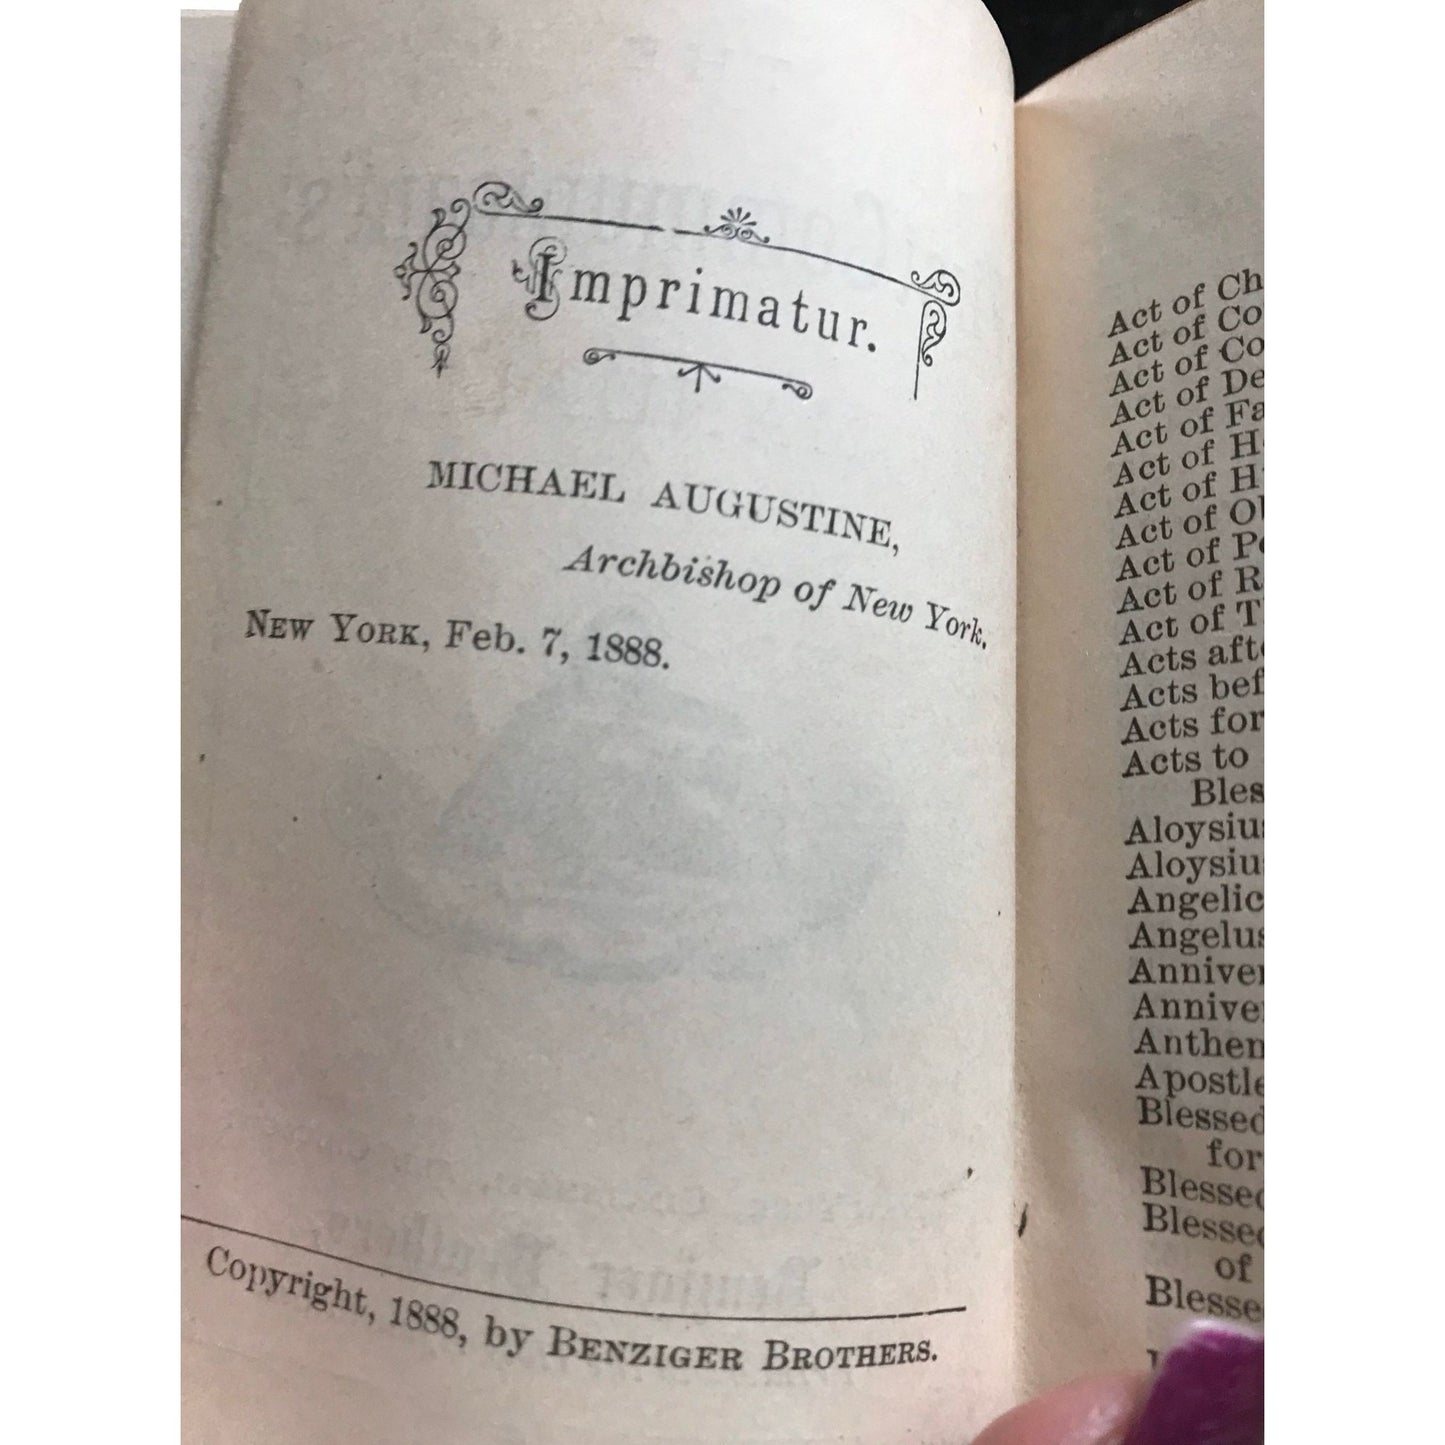 Imprimatur.
MICHAEL AUGUSTINE,
Archbishop of New York.
NEW YORK, Feb. 7, 1888.
Copyright, 1888, by BENZIGER BROTHERS.
Act of Ch
Act of Co
Act of Co
Act of De
Act of Fa
Act of H
Act of H
Act of Ol
Act of Po
Act of R
Act of T
Acts afte
Acts bef
Acts for
Acts to
Bles
Aloysius
Aloysiu
Angelic
Angelus
Anniver
Anniver
Anthen
Apostle
Blessed
for
Blessed
Blessed
of
Blesse